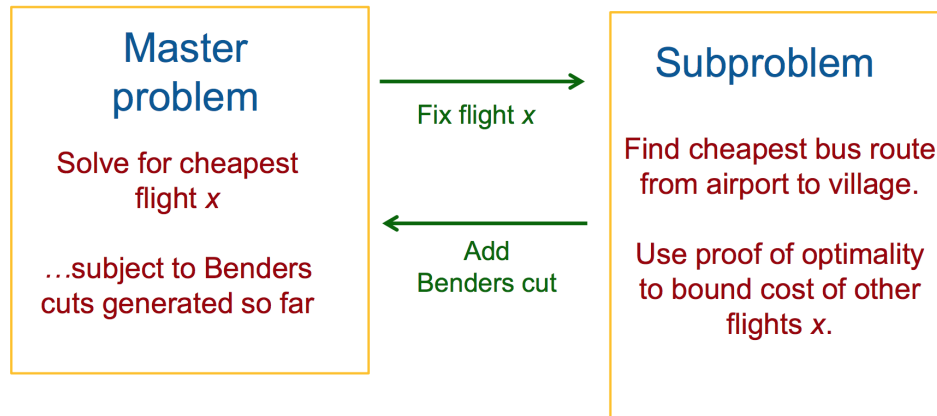 Master
problem
Solve for cheapest
flight x
…subject to Benders
cuts generated so far
Fix flight x
Add
Benders cut
Subproblem
Find cheapest bus route
from airport to village.
Use proof of optimality
to bound cost of other
flights x.